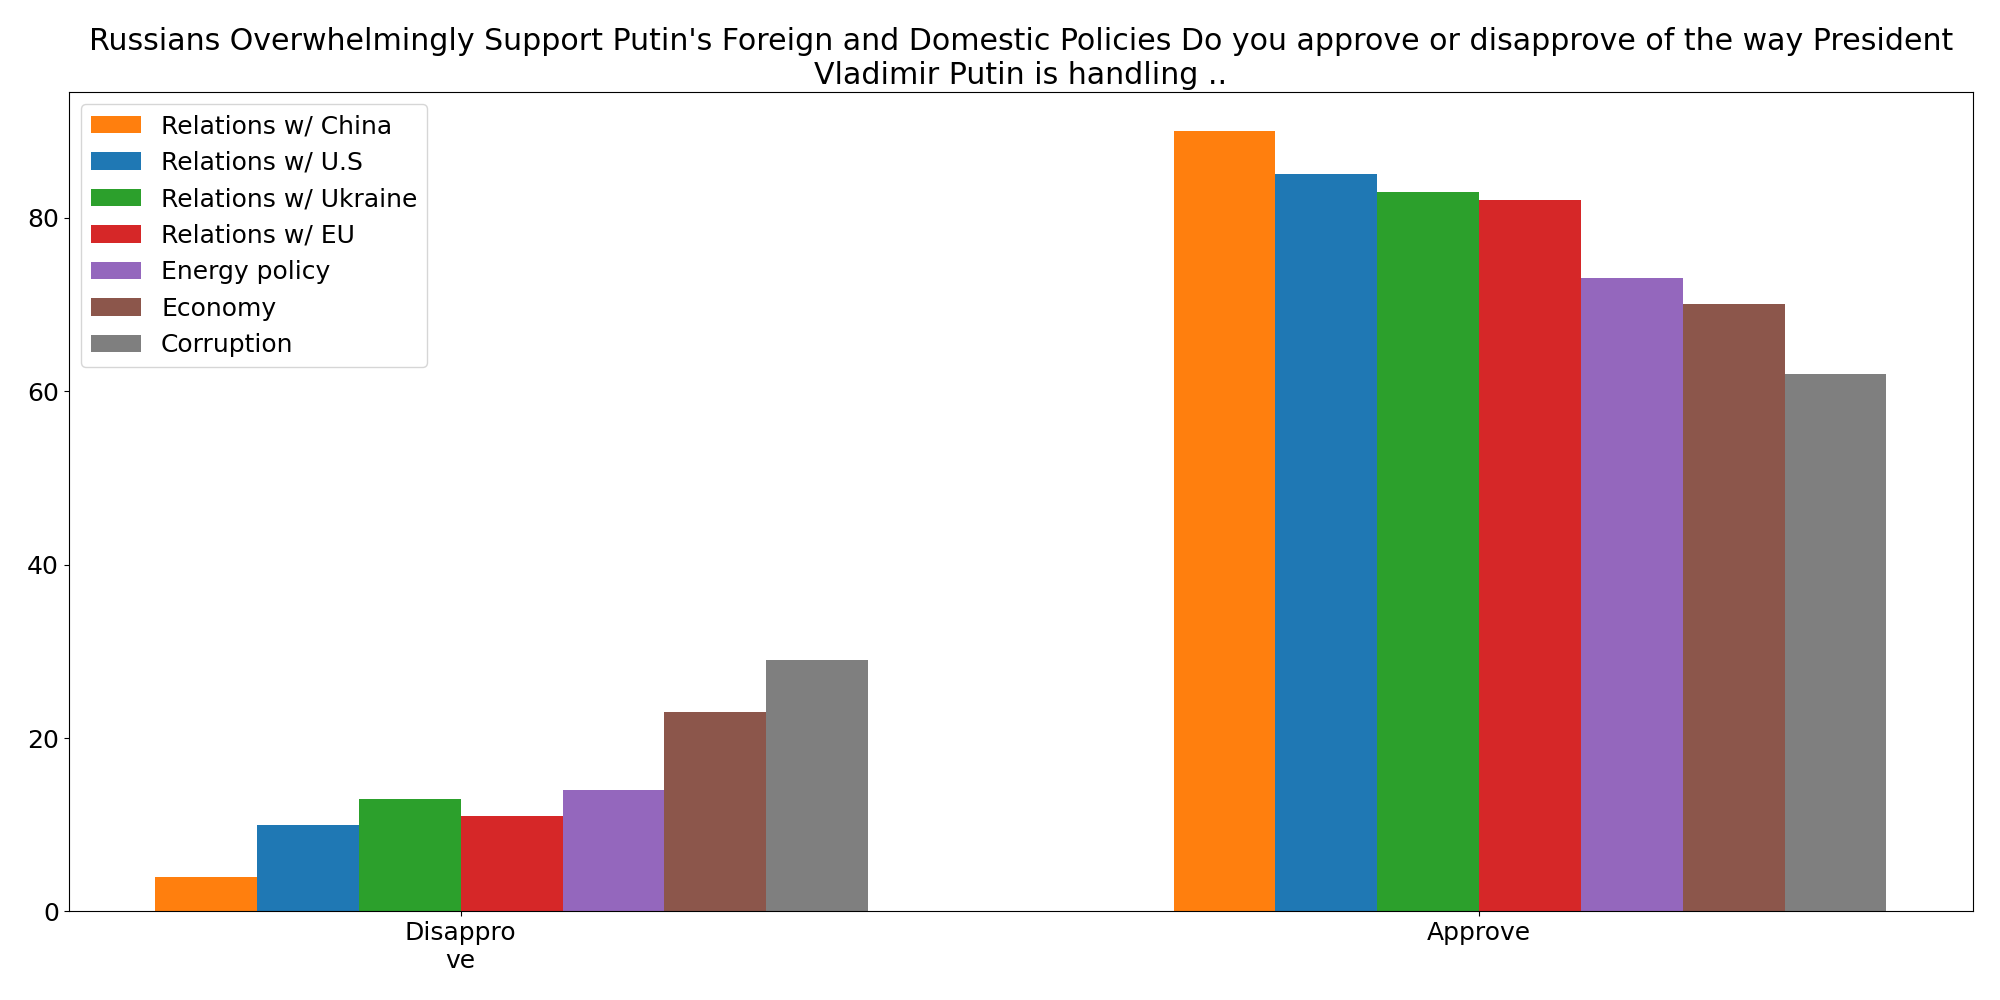 Russians Overwhelmingly Support Putin's Foreign and Domestic Policies Do you approve or disapprove of the way President
Vladimir Putin is handling ..
Relations w/ China
Relations w/ U.S
Relations w/ Ukraine
Relations w/ EU
Energy policy
Economy
Corruption
80
60
40
20
0
Disappro
ve
Approve